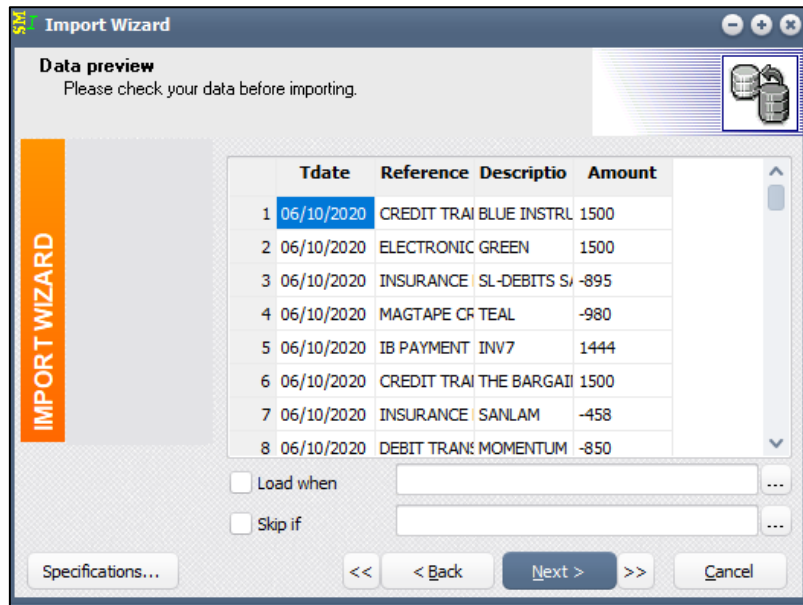 SMI Import Wizard
Data preview
Please check your data before importing.
IMPORT WIZARD
Tdate Reference Descriptio Amount
1 06/10/2020 CREDIT TRA BLUE INSTRU 1500
2 06/10/2020 ELECTRONIC GREEN 1500
3 06/10/2020 INSURANCE SL-DEBITS SA -895
4 06/10/2020 MAGTAPE CR TEAL -980
5 06/10/2020 IB PAYMENT INV7 1444
6 06/10/2020 CREDIT TRA THE BARGAI 1500
7 06/10/2020 INSURANCE SANLAM -458
8 06/10/2020 DEBIT TRANS MOMENTUM -850
Load when ...
Skip if ...
Specifications... << < Back Next > >> Cancel